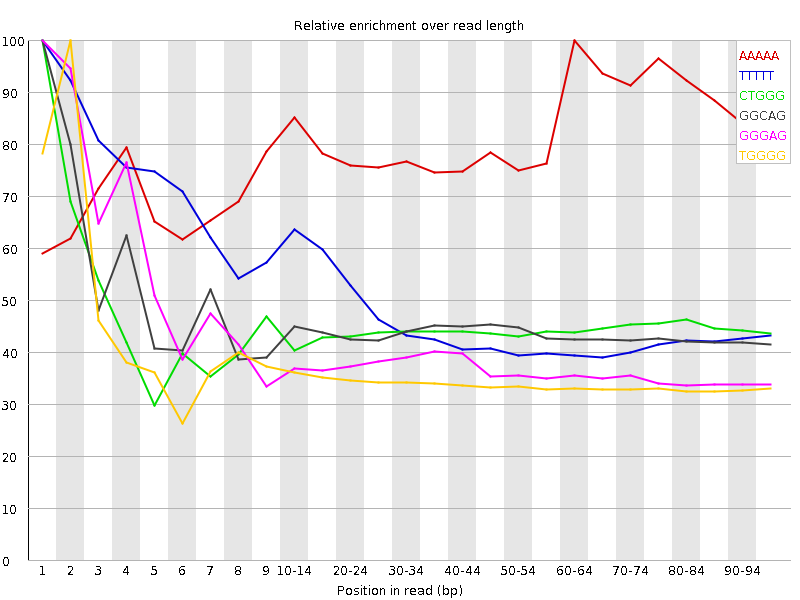 Relative enrichment over read length
100
90
80
70
60
50
40
30
20
10
0
AAAAA
TTTTT
CTGGG
GGCAG
GGGAG
TGGGG
1 2 3 4 5 6 7 8 9 10-14 20-24 30-34 40-44 50-54 60-64 70-74 80-84 90-94
Position in read (bp)